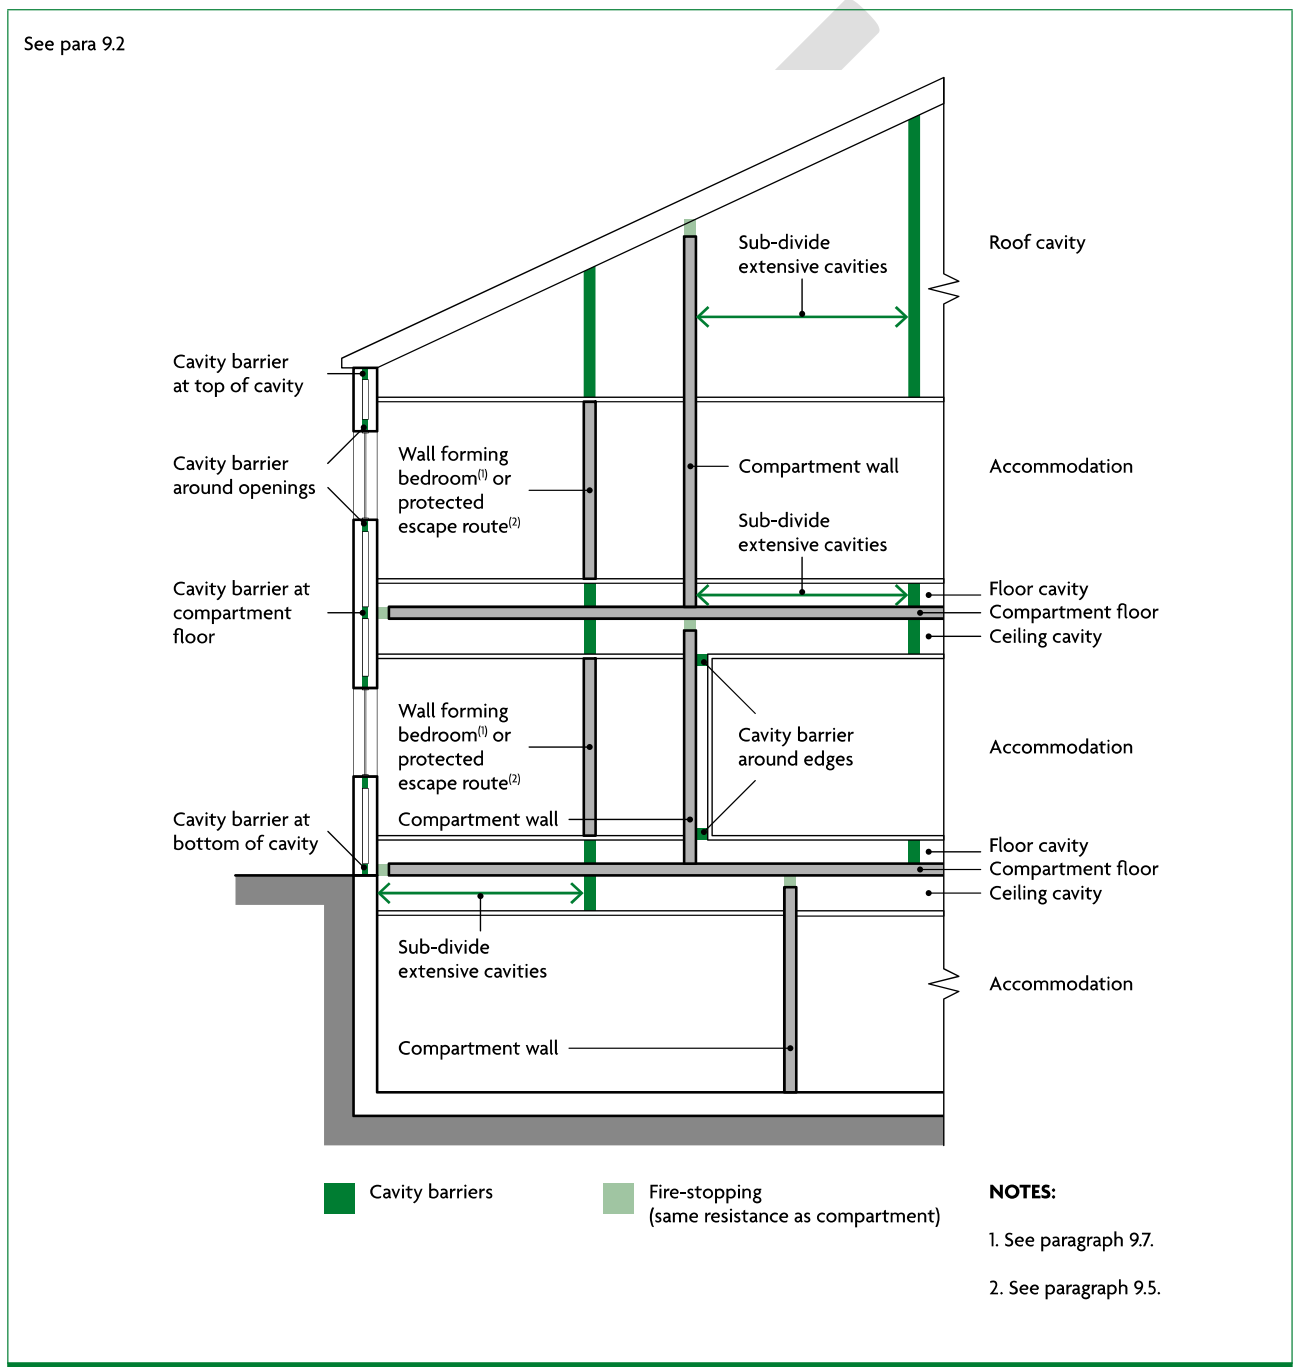 See para 9.2
Sub-divide
extensive cavities
Roof cavity
Cavity barrier
at top of cavity
Cavity barrier
around openings
Wall forming
bedroom(1) or
protected
escape route(2)
Compartment wall
Accommodation
Sub-divide
extensive cavities
Cavity barrier at
compartment
floor
Floor cavity
Compartment floor
Ceiling cavity
Wall forming
bedroom(1) or
protected
escape route(2)
Cavity barrier
around edges
Accommodation
Compartment wall
Cavity barrier at
bottom of cavity
Floor cavity
Compartment floor
Ceiling cavity
Sub-divide
extensive cavities
Accommodation
Compartment wall
Cavity barriers
Fire-stopping
(same resistance as compartment)
NOTES:
1. See paragraph 9.7.
2. See paragraph 9.5.